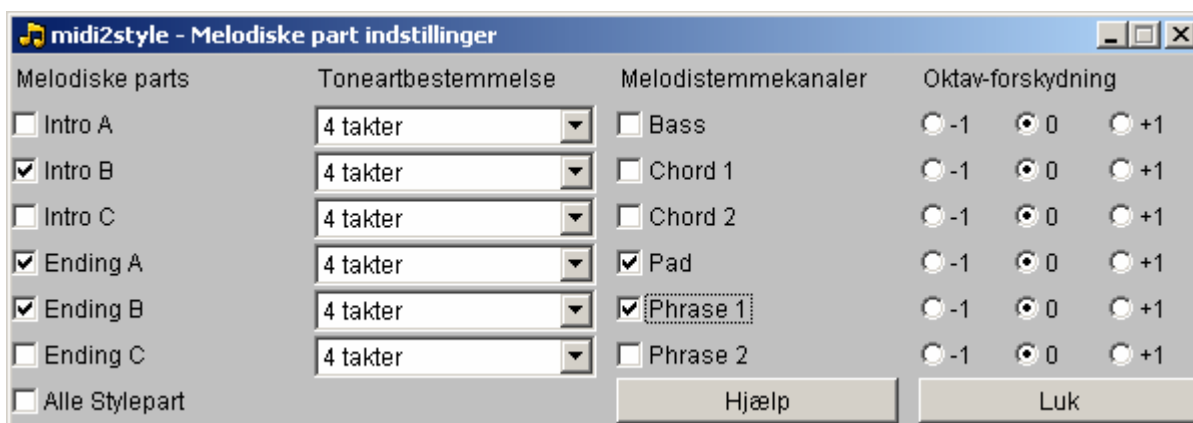 midi2style - Melodiske part indstillinger
Melodiske parts Toneartbestemmelse Melodistemmekanaler Oktav-forskydning
Intro A 4 takter Bass -1 0 +1
Intro B 4 takter Chord 1 -1 0 +1
Intro C 4 takter Chord 2 -1 0 +1
Ending A 4 takter Pad -1 0 +1
Ending B 4 takter Phrase 1 -1 0 +1
Ending C 4 takter Phrase 2 -1 0 +1
Alle Stylepart Hjælp Luk